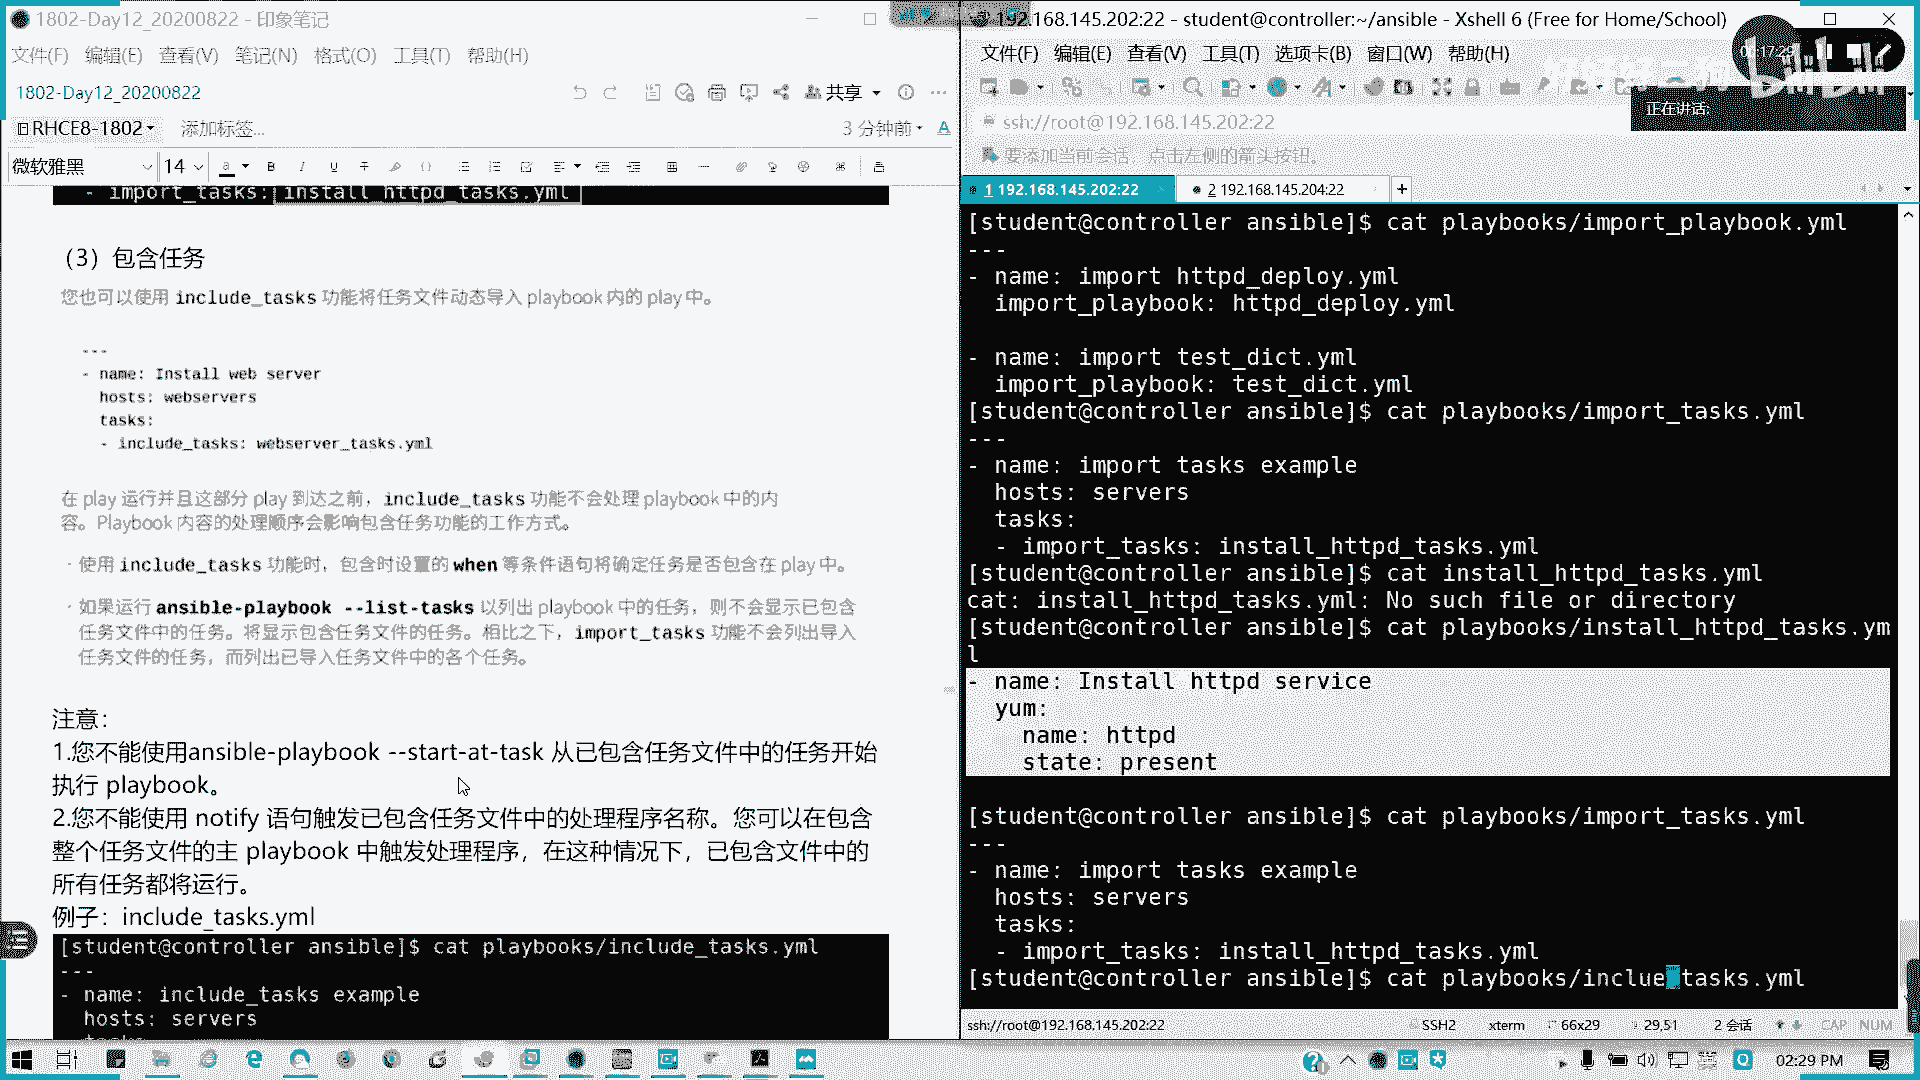 1802-Day12_20200822 - 印象笔记
文件(F) 编辑(E) 查看(V) 笔记(N) 格式(O) 工具(T) 帮助(H)
1802-Day12_20200822
共享
RHCE8-1802
添加标签...
3 分钟前
微软雅黑
14
- import_tasks: install_httpd_tasks.yml
（3）包含任务
您也可以使用 include_tasks 功能将任务文件动态导入 playbook 内的 play 中。
---
- name: Install web server
hosts: webservers
tasks:
- include_tasks: webserver_tasks.yml
在 play 运行并且这部分 play 到达之前，include_tasks 功能不会处理 playbook 中的内
容。Playbook 内容的处理顺序会影响包含任务功能的工作方式。
· 使用 include_tasks 功能时，包含时设置的 when 等条件语句将确定任务是否包含在 play 中。
· 如果运行 ansible-playbook --list-tasks 以列出 playbook 中的任务，则不会显示已包含
任务文件中的任务。将显示包含任务文件的任务。相比之下，import_tasks 功能不会列出导入
任务文件的任务，而列出已导入任务文件中的各个任务。
注意：
1.您不能使用ansible-playbook --start-at-task 从已包含任务文件中的任务开始
执行 playbook。
2.您不能使用 notify 语句触发已包含任务文件中的处理程序名称。您可以在包含
整个任务文件的主 playbook 中触发处理程序，在这种情况下，已包含文件中的
所有任务都将运行。
例子：include_tasks.yml
[student@controller ansible]$ cat playbooks/include_tasks.yml
---
- name: include_tasks example
hosts: servers
192.168.145.202:22 - student@controller:~/ansible - Xshell 6 (Free for Home/School)
文件(F) 编辑(E) 查看(V) 工具(T) 选项卡(B) 窗口(W) 帮助(H)
正在讲话:
ssh://root@192.168.145.202:22
要添加当前会话，点击左侧的箭头按钮。
1 192.168.145.202:22
2 192.168.145.204:22
[student@controller ansible]$ cat playbooks/import_playbook.yml
---
- name: import httpd_deploy.yml
import_playbook: httpd_deploy.yml
- name: import test_dict.yml
import_playbook: test_dict.yml
[student@controller ansible]$ cat playbooks/import_tasks.yml
---
- name: import tasks example
hosts: servers
tasks:
- import_tasks: install_httpd_tasks.yml
[student@controller ansible]$ cat install_httpd_tasks.yml
cat: install_httpd_tasks.yml: No such file or directory
[student@controller ansible]$ cat playbooks/install_httpd_tasks.ym
l
- name: Install httpd service
yum:
name: httpd
state: present
[student@controller ansible]$ cat playbooks/import_tasks.yml
---
- name: import tasks example
hosts: servers
tasks:
- import_tasks: install_httpd_tasks.yml
[student@controller ansible]$ cat playbooks/inclue_tasks.yml
ssh://root@192.168.145.202:22
SSH2
xterm
66x29
29,51
2 会话
CAP NUM
02:29 PM